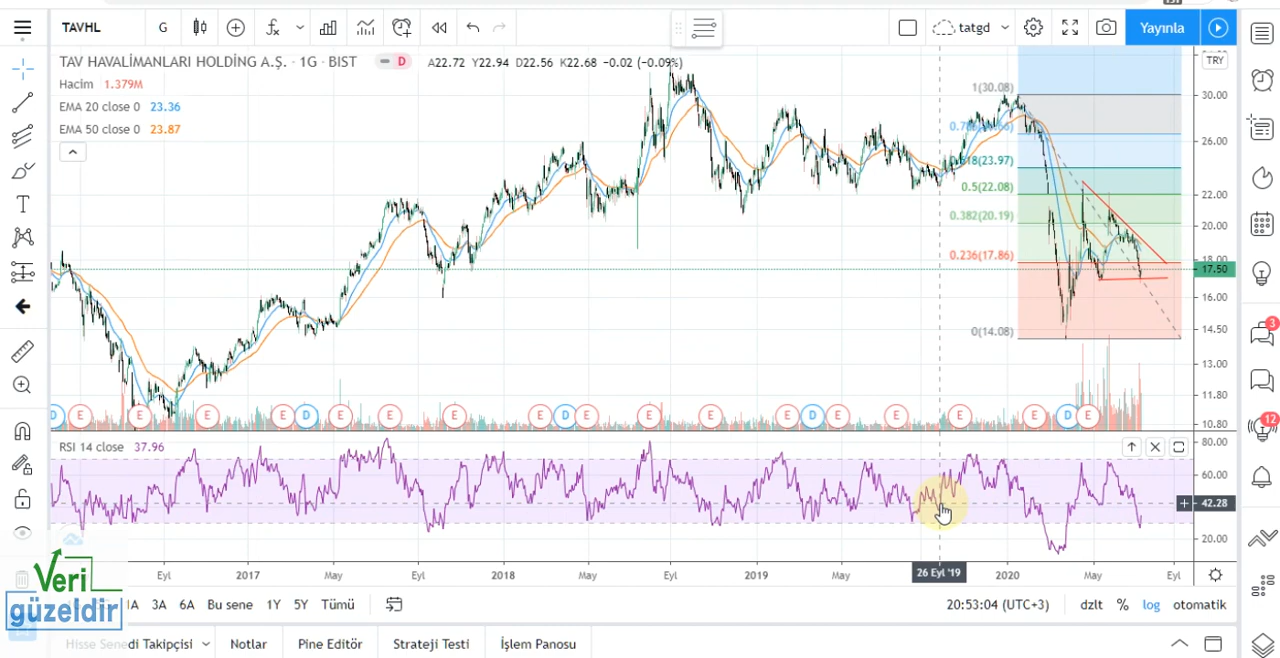 TAVHL G tatgd Yayınla
TAV HAVALİMANLARI HOLDİNG A.Ş. · 1G · BIST D A22.72 Y22.94 D22.56 K22.68 -0.02 (-0.09%) TRY
Hacim 1.379M
EMA 20 close 0 23.36
EMA 50 close 0 23.87
1(30.08) 30.00
26.00
0.618(23.97)
0.5(22.08) 22.00
0.382(20.19) 20.00
0.236(17.86) 18.00
17.50
16.00
0(14.08) 14.50
13.00
11.80
D E E E E D E E E E D E E E E D E E E E D E
10.80
RSI 14 close 37.96 80.00
60.00
42.28
20.00
Eyl 2017 May Eyl 2018 May Eyl 2019 May 26 Eyl '19 2020 May Eyl
3A 6A Bu sene 1Y 5Y Tümü 20:53:04 (UTC+3) dzlt % log otomatik
Hisse Senedi Takipçisi Notlar Pine Editör Strateji Testi İşlem Panosu
3
12
Veri
güzeldir